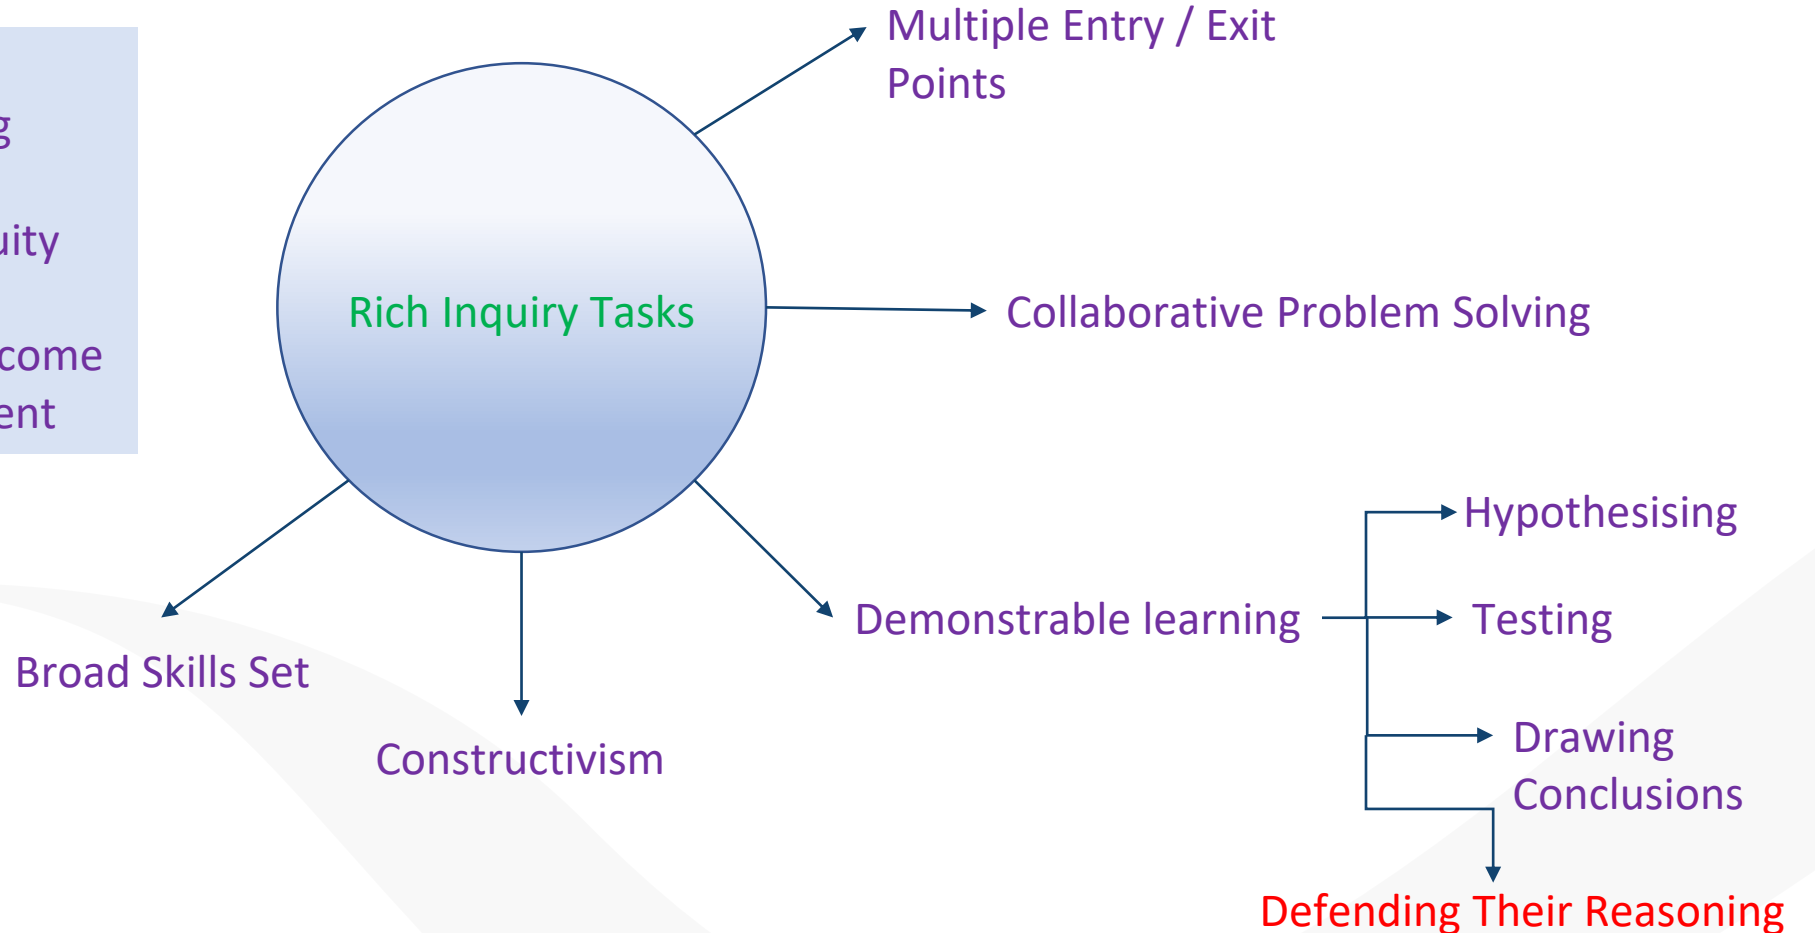 Multiple Entry / Exit
Points
Rich Inquiry Tasks
Collaborative Problem Solving
Hypothesising
Demonstrable learning
Testing
Broad Skills Set
Constructivism
Drawing
Conclusions
Defending Their Reasoning